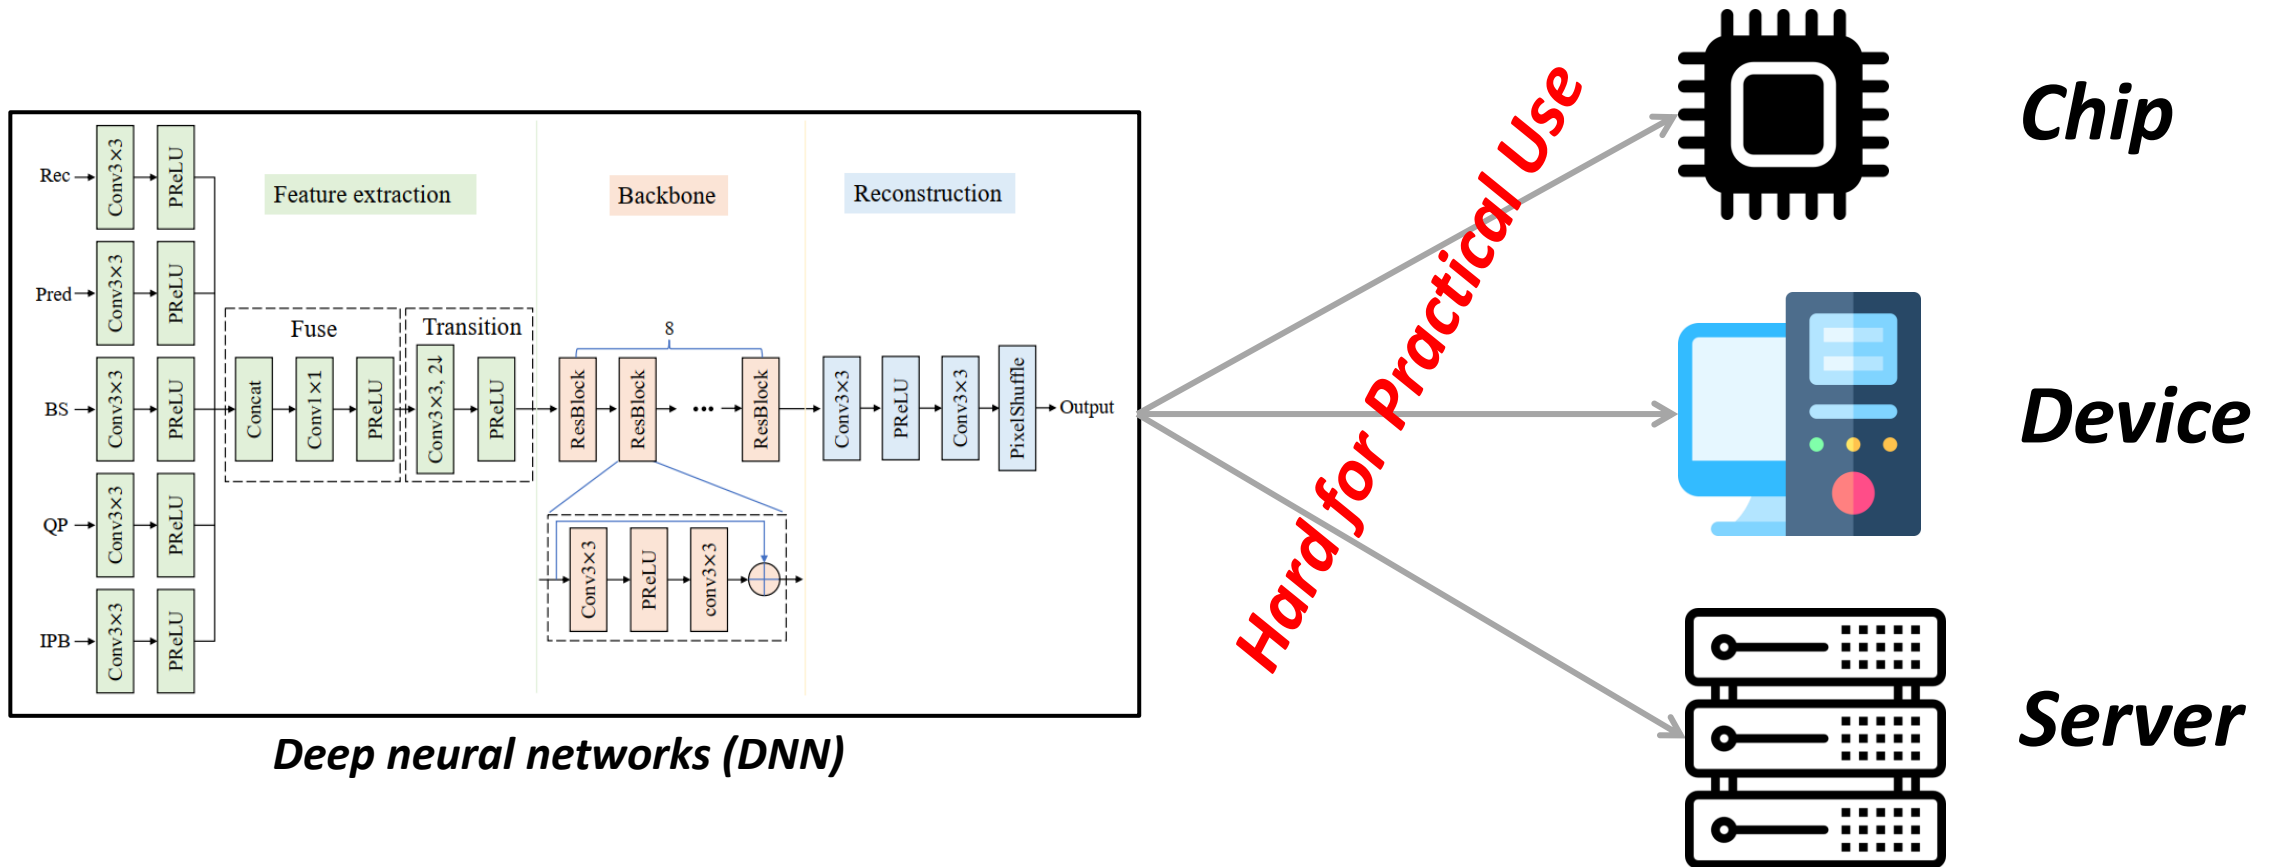 Rec
Conv3×3
PReLU
Pred
Conv3×3
PReLU
BS
Conv3×3
PReLU
QP
Conv3×3
PReLU
IPB
Conv3×3
PReLU
Feature extraction
Fuse
Concat
Conv1×1
PReLU
Transition
Conv3×3, 2↓
PReLU
Backbone
8
ResBlock
ResBlock
...
ResBlock
Conv3×3
PReLU
conv3×3
Reconstruction
Conv3×3
PReLU
Conv3×3
PixelShuffle
Output
Deep neural networks (DNN)
Hard for Practical Use
Chip
Device
Server